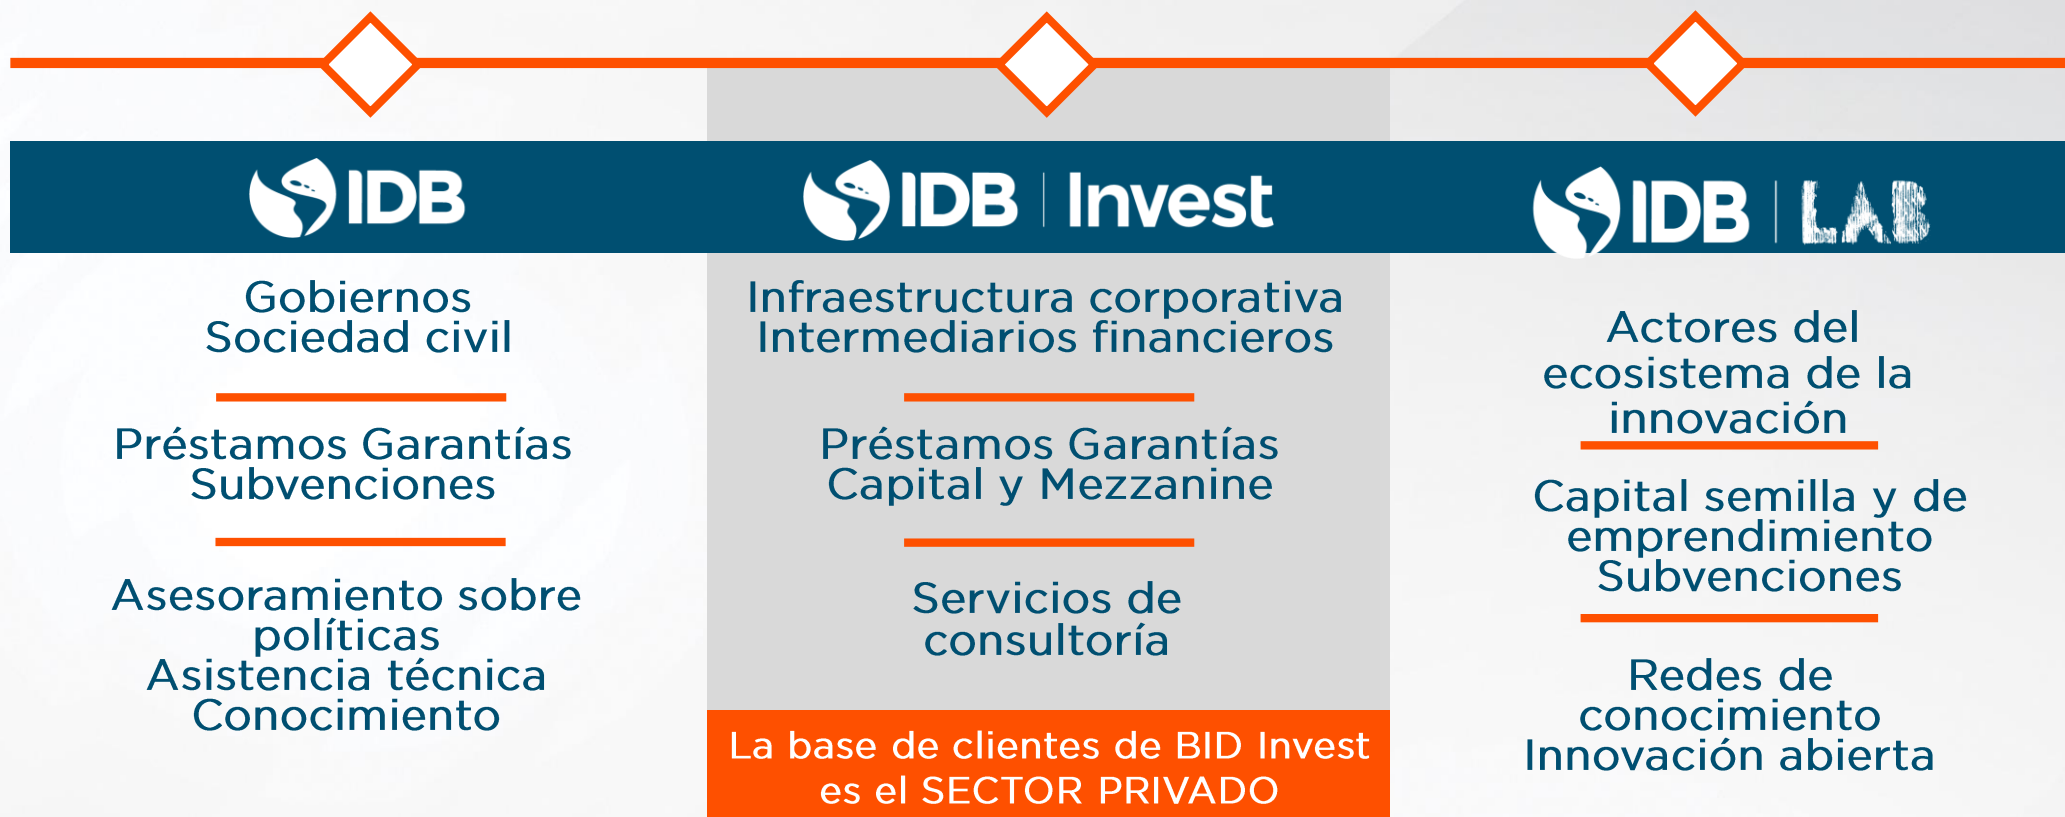 IDB
Gobiernos
Sociedad civil
Préstamos Garantías
Subvenciones
Asesoramiento sobre
políticas
Asistencia técnica
Conocimiento
IDB | Invest
Infraestructura corporativa
Intermediarios financieros
Préstamos Garantías
Capital y Mezzanine
Servicios de
consultoría
La base de clientes de BID Invest
es el SECTOR PRIVADO
IDB | LAB
Actores del
ecosistema de la
innovación
Capital semilla y de
emprendimiento
Subvenciones
Redes de
conocimiento
Innovación abierta